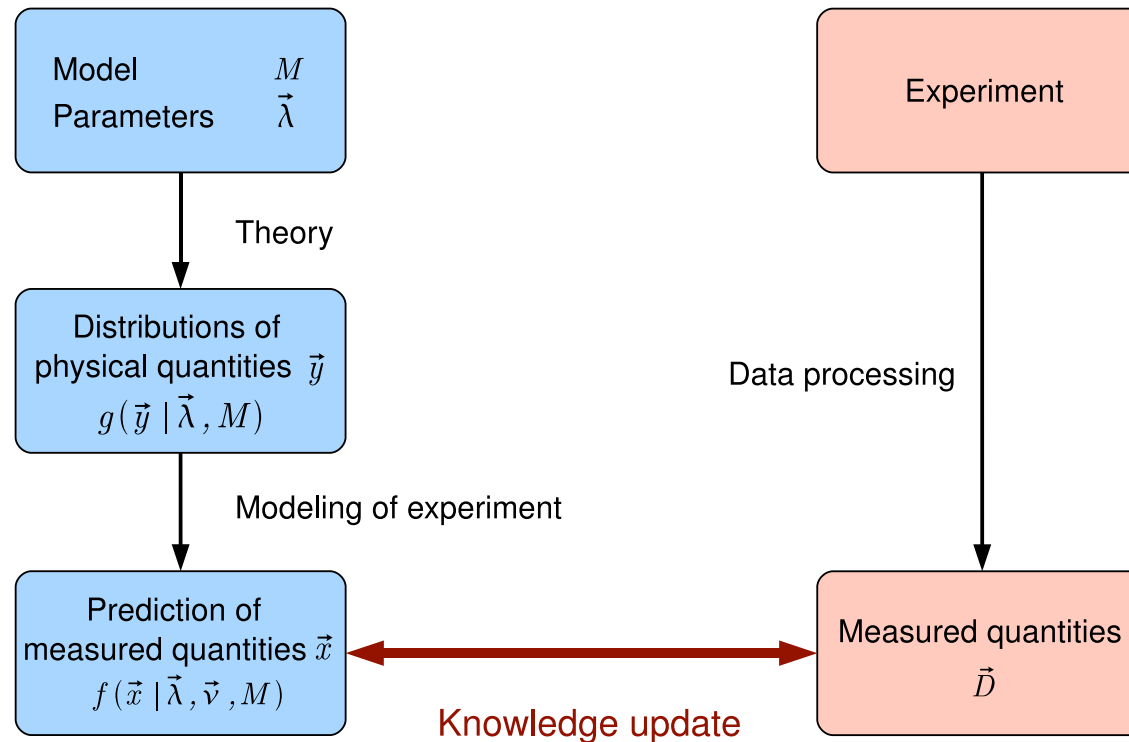 Model M
Parameters λ⃗
Experiment
Theory
Distributions of
physical quantities y⃗
g(y⃗ | λ⃗, M)
Data processing
Modeling of experiment
Prediction of
measured quantities x⃗
f(x⃗ | λ⃗, ν⃗, M)
Measured quantities
D⃗
Knowledge update